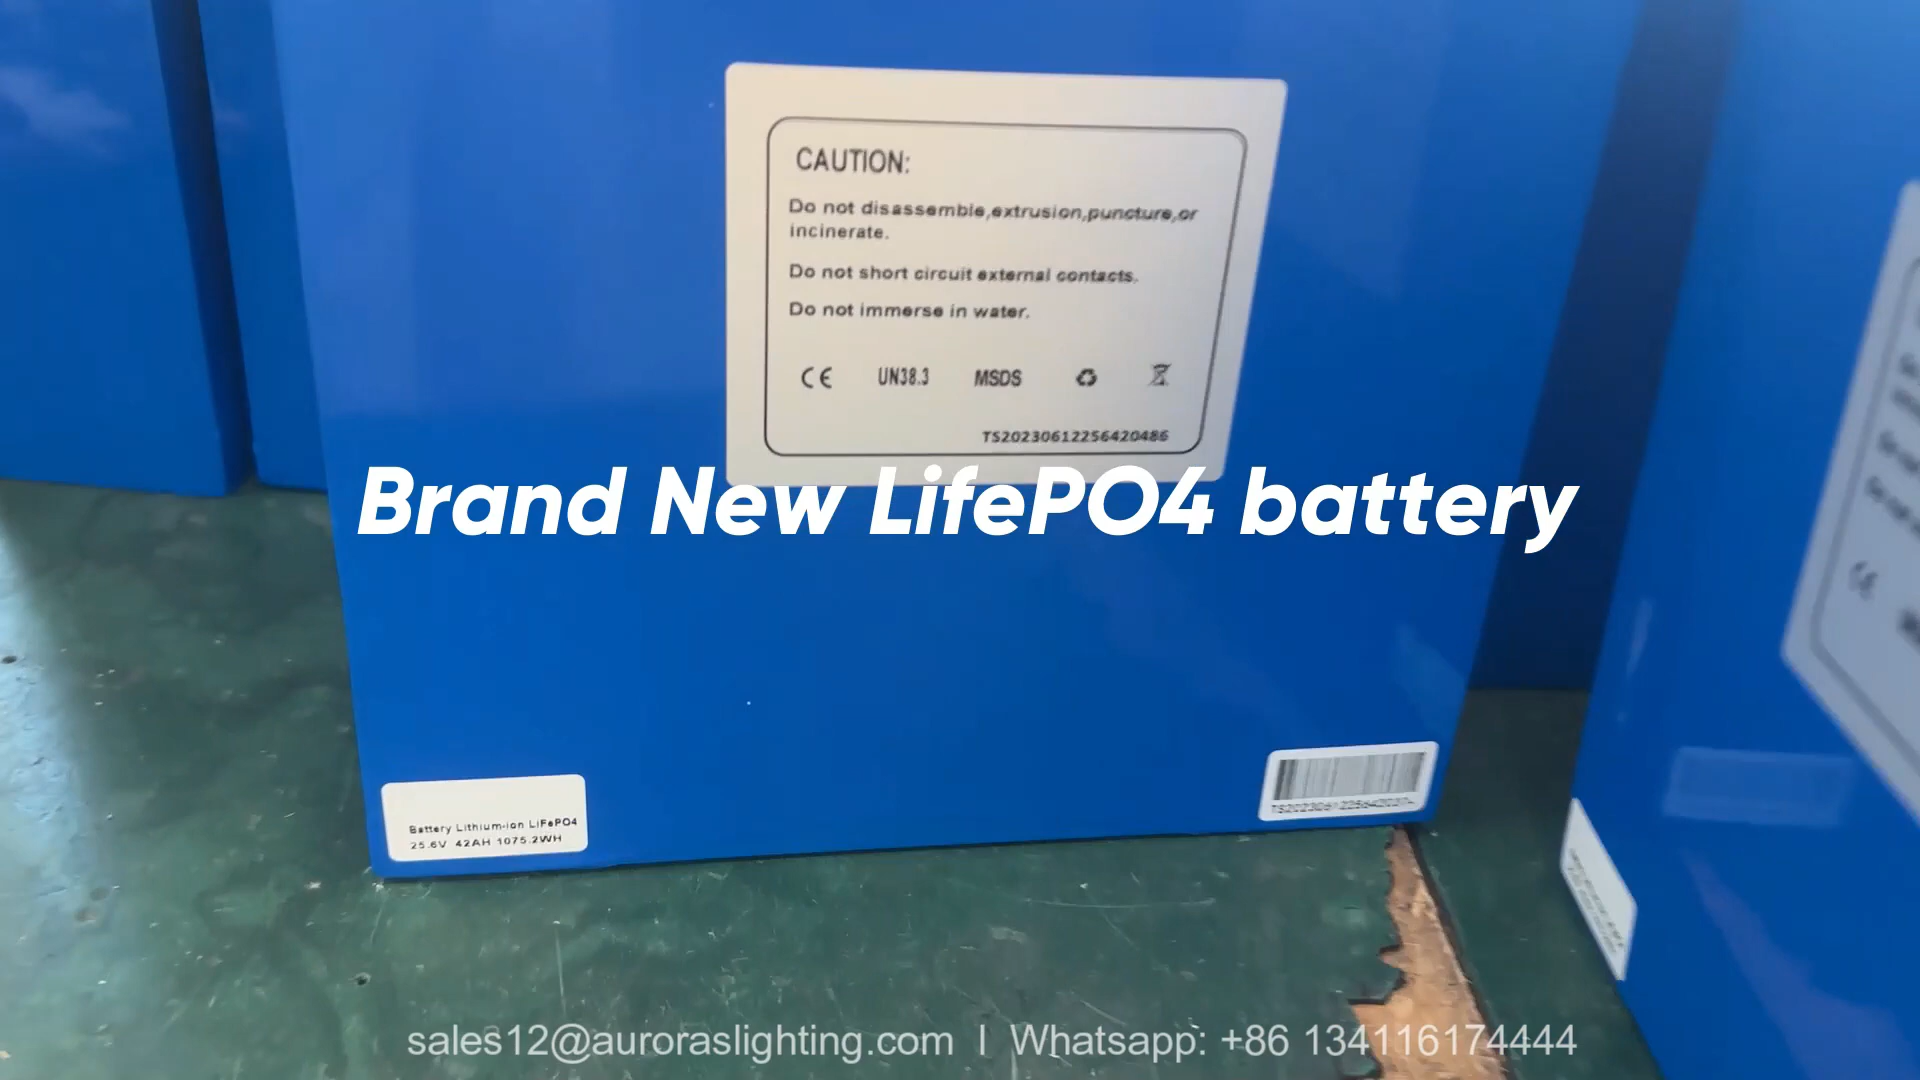 CAUTION:
Do not disassemble,extrusion,puncture,or
incinerate.
Do not short circuit external contacts.
Do not immerse in water.
CE UN38.3 MSDS
TS20230612256420486
Brand New LifePO4 battery
Battery Lithium-ion LiFePO4
25.6V 42AH 1075.2WH
sales12@auroraslighting.com | Whatsapp: +86 134116174444